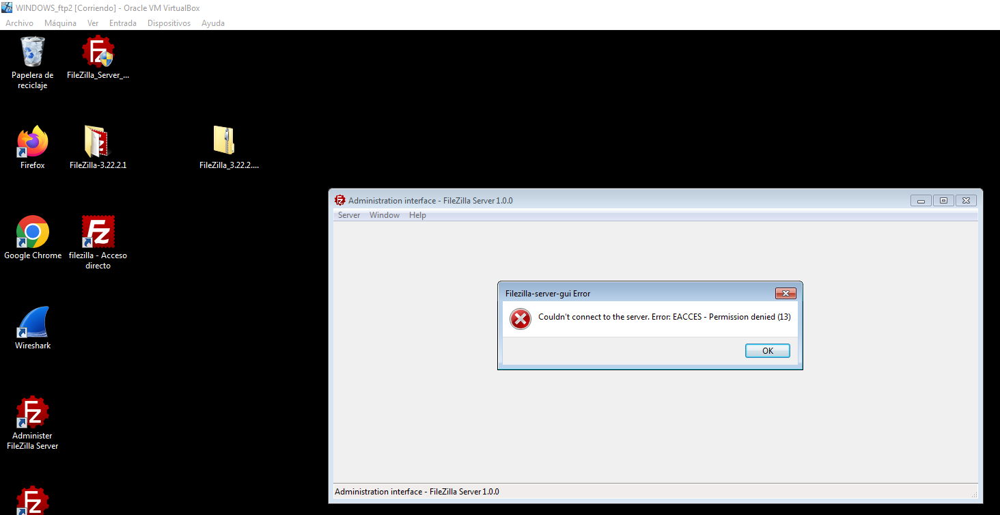 WINDOWS_ftp2 [Corriendo] - Oracle VM VirtualBox
Archivo Máquina Ver Entrada Dispositivos Ayuda
Papelera de
reciclaje
FileZilla_Server_...
Firefox
FileZilla-3.22.2.1
FileZilla_3.22.2....
Google Chrome
filezilla - Acceso
directo
Wireshark
Administer
FileZilla Server
Administration interface - FileZilla Server 1.0.0
Server Window Help
Filezilla-server-gui Error
Couldn't connect to the server. Error: EACCES - Permission denied (13)
OK
Administration interface - FileZilla Server 1.0.0